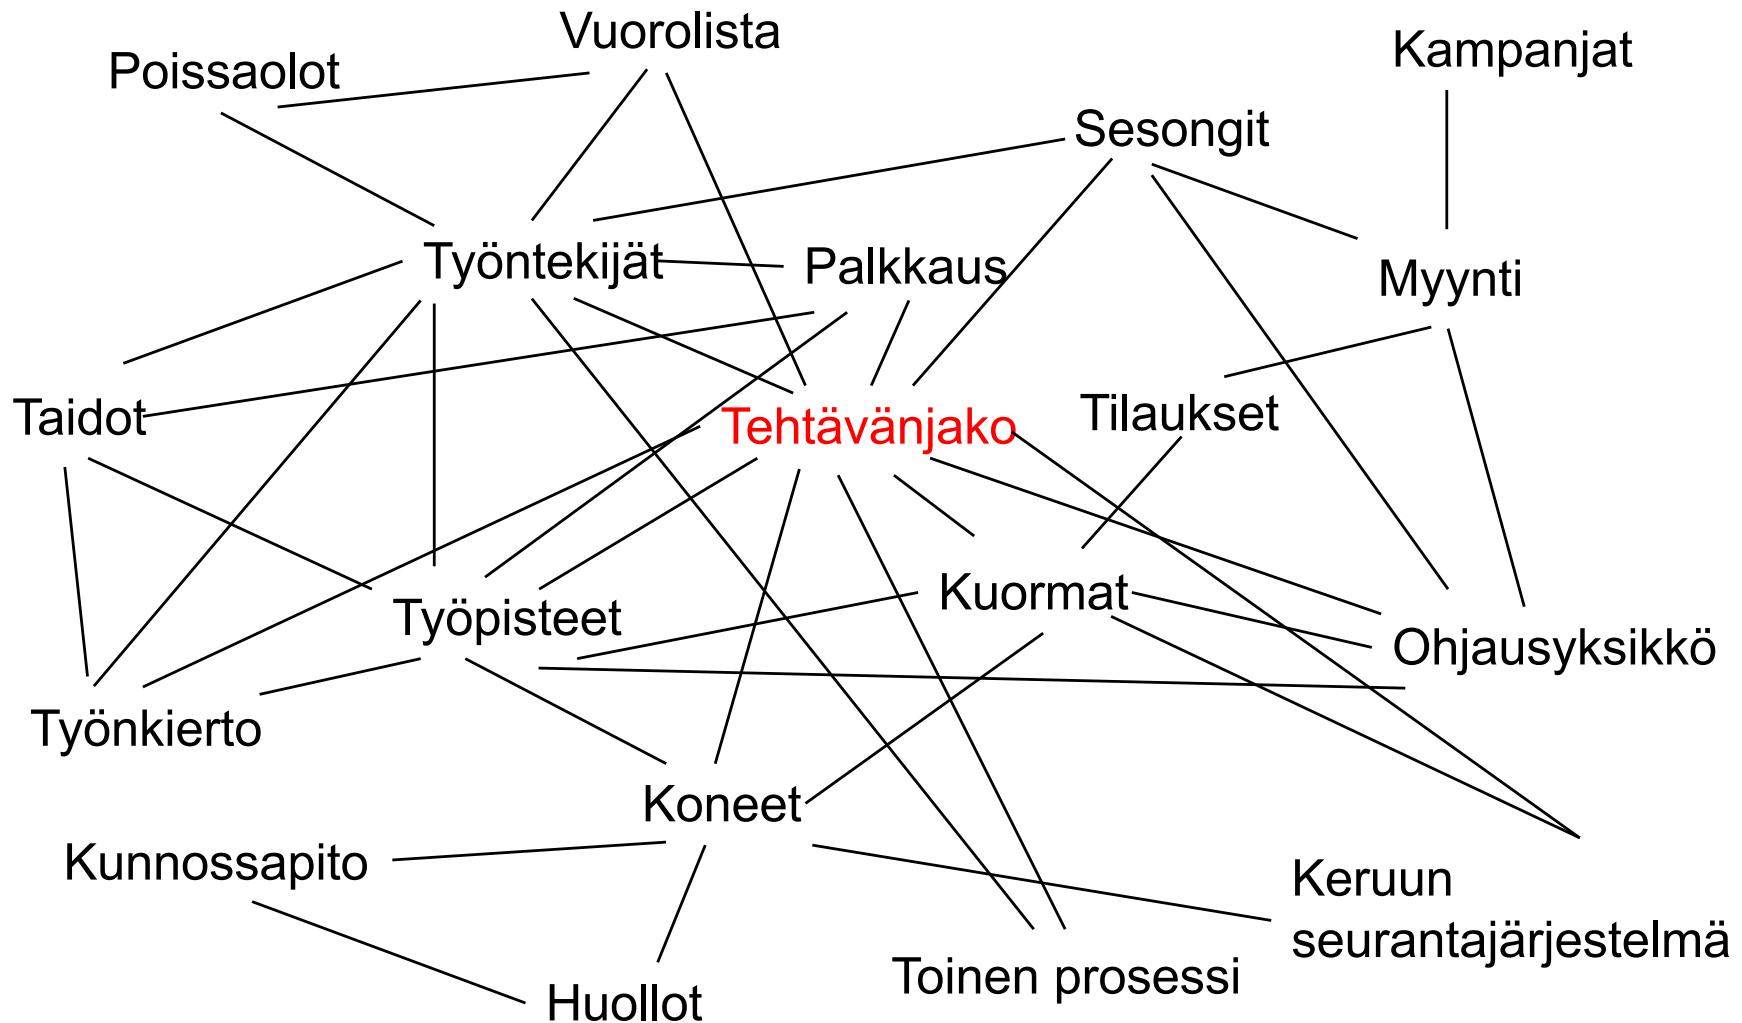 Vuorolista
Poissaolot
Kampanjat
Sesongit
Työntekijät
Palkkaus
Myynti
Taidot
Tehtävänjako
Tilaukset
Työpisteet
Kuormat
Ohjausyksikkö
Työnkierto
Koneet
Kunnossapito
Keruun
seurantajärjestelmä
Toinen prosessi
Huollot